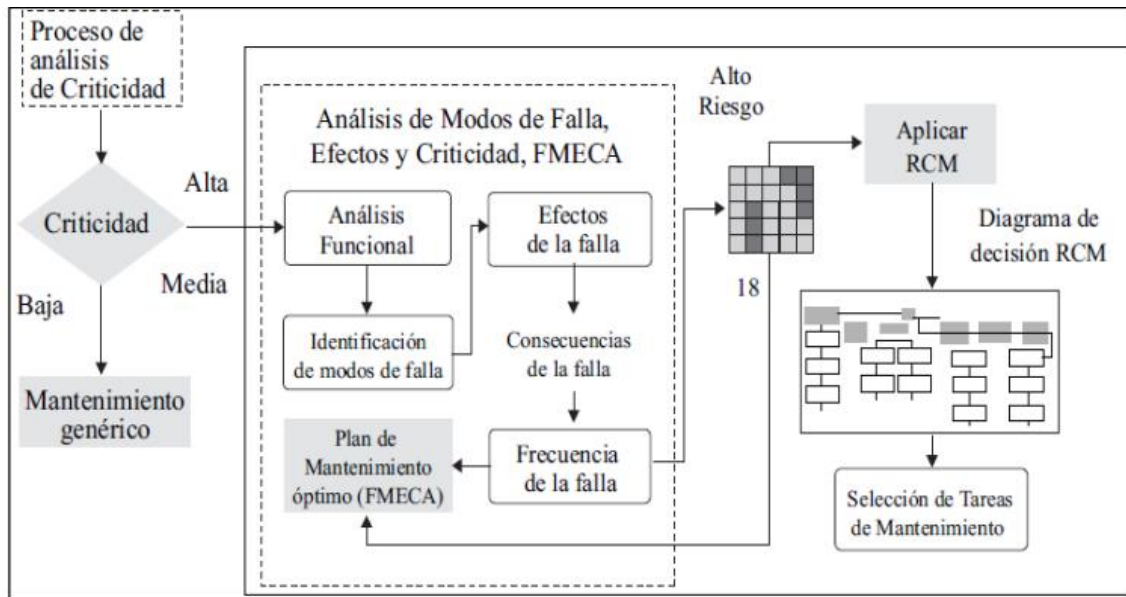 Proceso de
análisis
de Criticidad
Criticidad
Alta
Media
Baja
Mantenimiento
genérico
Análisis de Modos de Falla,
Efectos y Criticidad, FMECA
Análisis
Funcional
Identificación
de modos de falla
Efectos
de la falla
Consecuencias
de la falla
Frecuencia
de la falla
Plan de
Mantenimiento
óptimo (FMECA)
Alto
Riesgo
18
Aplicar
RCM
Diagrama de
decisión RCM
Selección de Tareas
de Mantenimiento